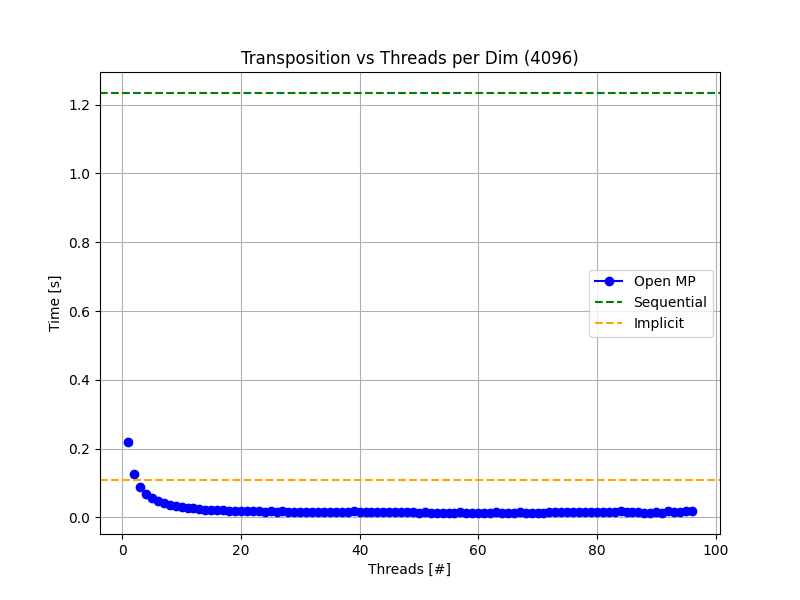 Transposition vs Threads per Dim (4096)
Time [s]
1.2
1.0
0.8
0.6
0.4
0.2
0.0
Open MP
Sequential
Implicit
0 20 40 60 80 100
Threads [#]